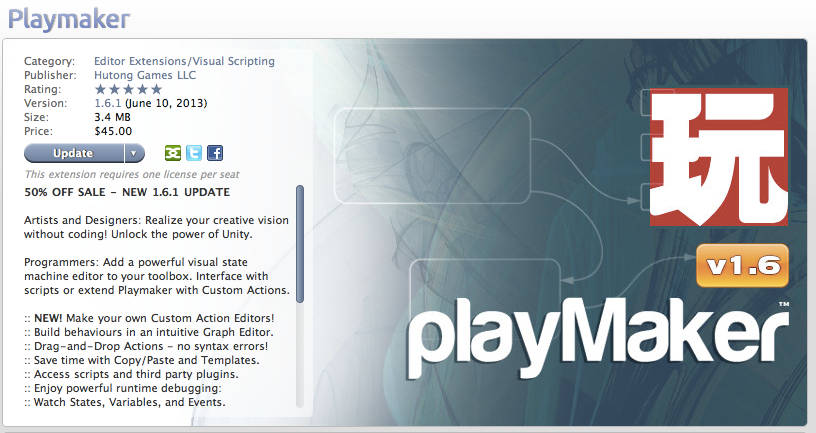 Playmaker
Category: Editor Extensions/Visual Scripting
Publisher: Hutong Games LLC
Rating:
Version: 1.6.1 (June 10, 2013)
Size: 3.4 MB
Price: $45.00
Update
This extension requires one license per seat
50% OFF SALE – NEW 1.6.1 UPDATE
Artists and Designers: Realize your creative vision
without coding! Unlock the power of Unity.
Programmers: Add a powerful visual state
machine editor to your toolbox. Interface with
scripts or extend Playmaker with Custom Actions.
:: NEW! Make your own Custom Action Editors!
:: Build behaviours in an intuitive Graph Editor.
:: Drag-and-Drop Actions – no syntax errors!
:: Save time with Copy/Paste and Templates.
:: Access scripts and third party plugins.
:: Enjoy powerful runtime debugging:
:: Watch States, Variables, and Events.
玩
v1.6
playMaker™